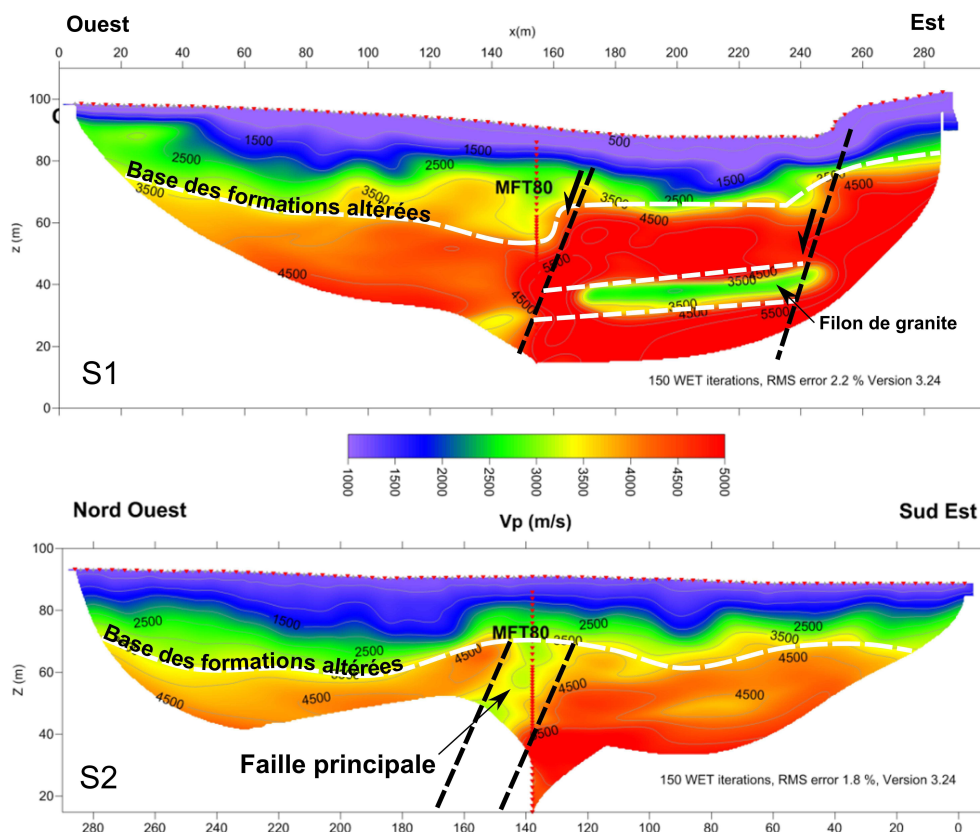 Ouest
Est
x(m)
0 20 40 60 80 100 120 140 160 180 200 220 240 260 280
100
80
60
40
20
0
z (m)
1500
1500
500
1500
2500
2500
3500
3500
3500
3500
4500
4500
4500
4500
5500
4500
3500
3500
4500
5500
Base des formations altérées
MFT80
Filon de granite
S1
150 WET iterations, RMS error 2.2 % Version 3.24
1000 1500 2000 2500 3000 3500 4000 4500 5000
Vp (m/s)
Nord Ouest
Sud Est
100
80
60
40
20
Z (m)
2500
1500
2500
2500
2500
3500
3500
4500
4500
4500
4500
4500
4500
Base des formations altérées
MFT80
Faille principale
S2
150 WET iterations, RMS error 1.8 %, Version 3.24
280 260 240 220 200 180 160 140 120 100 80 60 40 20 0